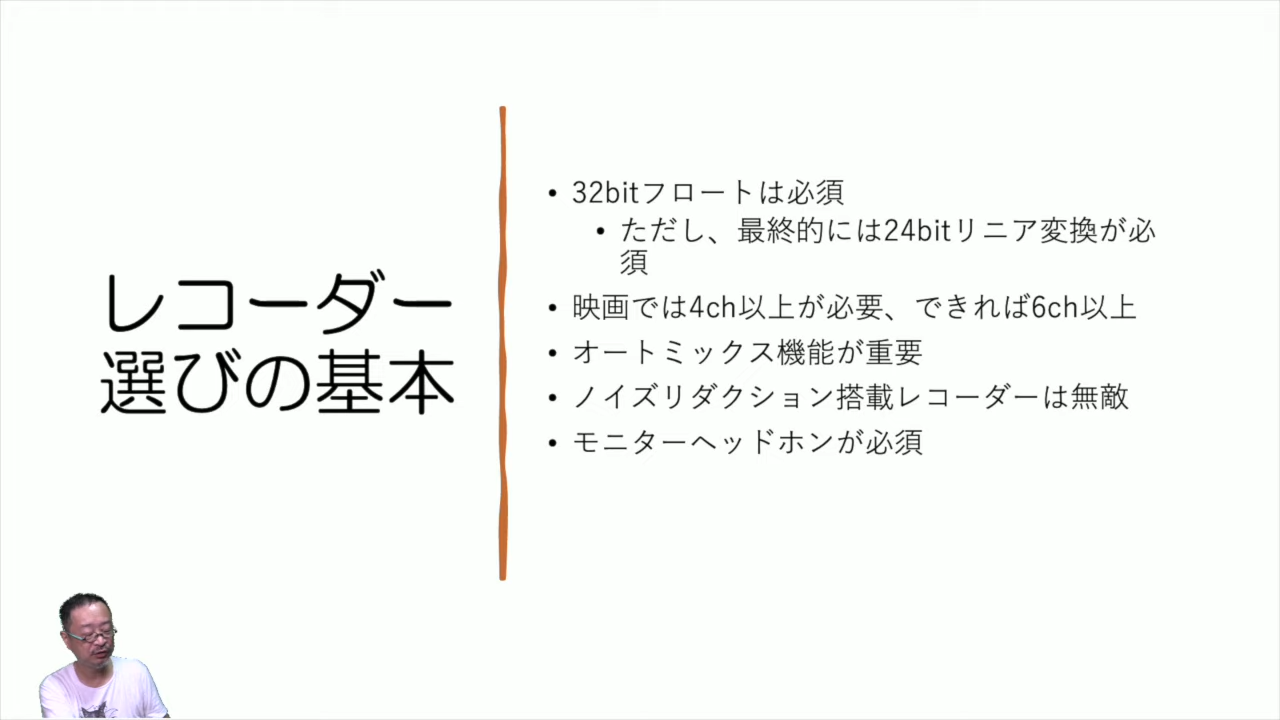 レコーダー
選びの基本
• 32bitフロートは必須
• ただし、最終的には24bitリニア変換が必
須
• 映画では4ch以上が必要、できれば6ch以上
• オートミックス機能が重要
• ノイズリダクション搭載レコーダーは無敵
• モニターヘッドホンが必須